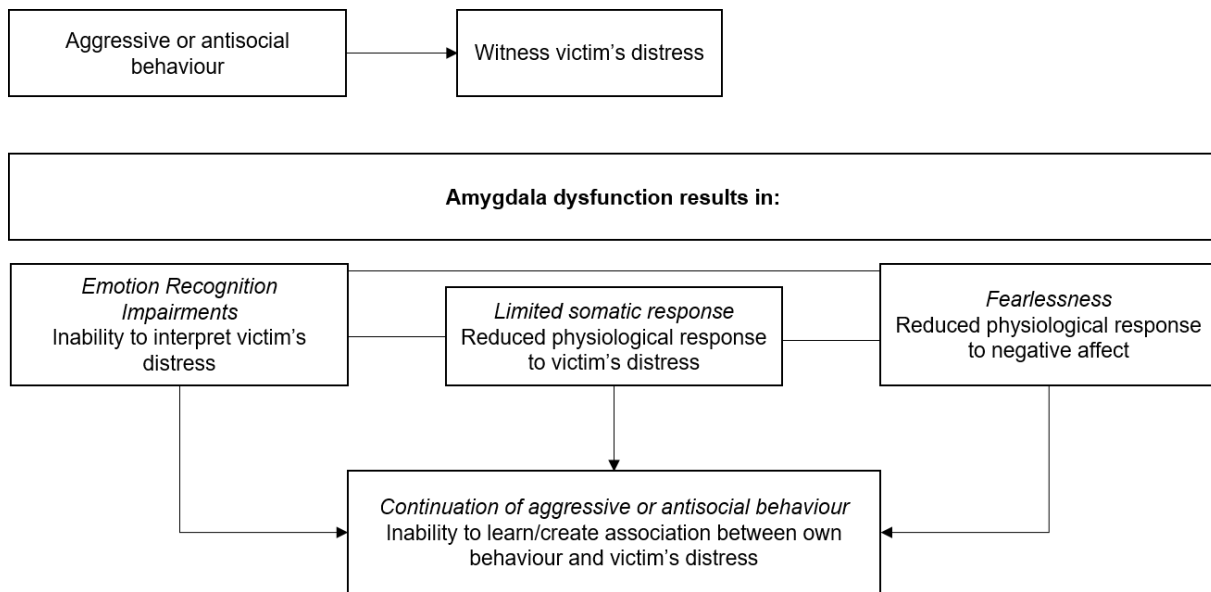 Aggressive or antisocial
behaviour
Witness victim's distress
Amygdala dysfunction results in:
Emotion Recognition
Impairments
Inability to interpret victim's
distress
Limited somatic response
Reduced physiological response
to victim's distress
Fearlessness
Reduced physiological response
to negative affect
Continuation of aggressive or antisocial behaviour
Inability to learn/create association between own
behaviour and victim's distress